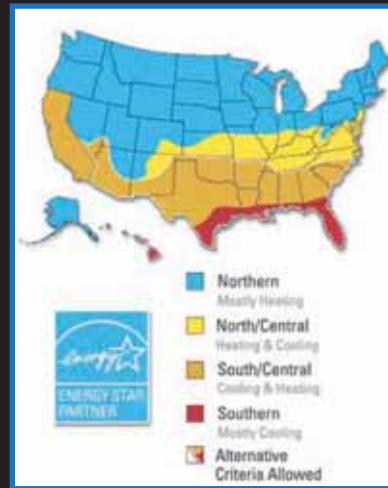 Northern
Mostly Heating
North/Central
Heating & Cooling
South/Central
Cooling & Heating
Southern
Mostly Cooling
Alternative
Criteria Allowed
energy
ENERGY STAR
PARTNER